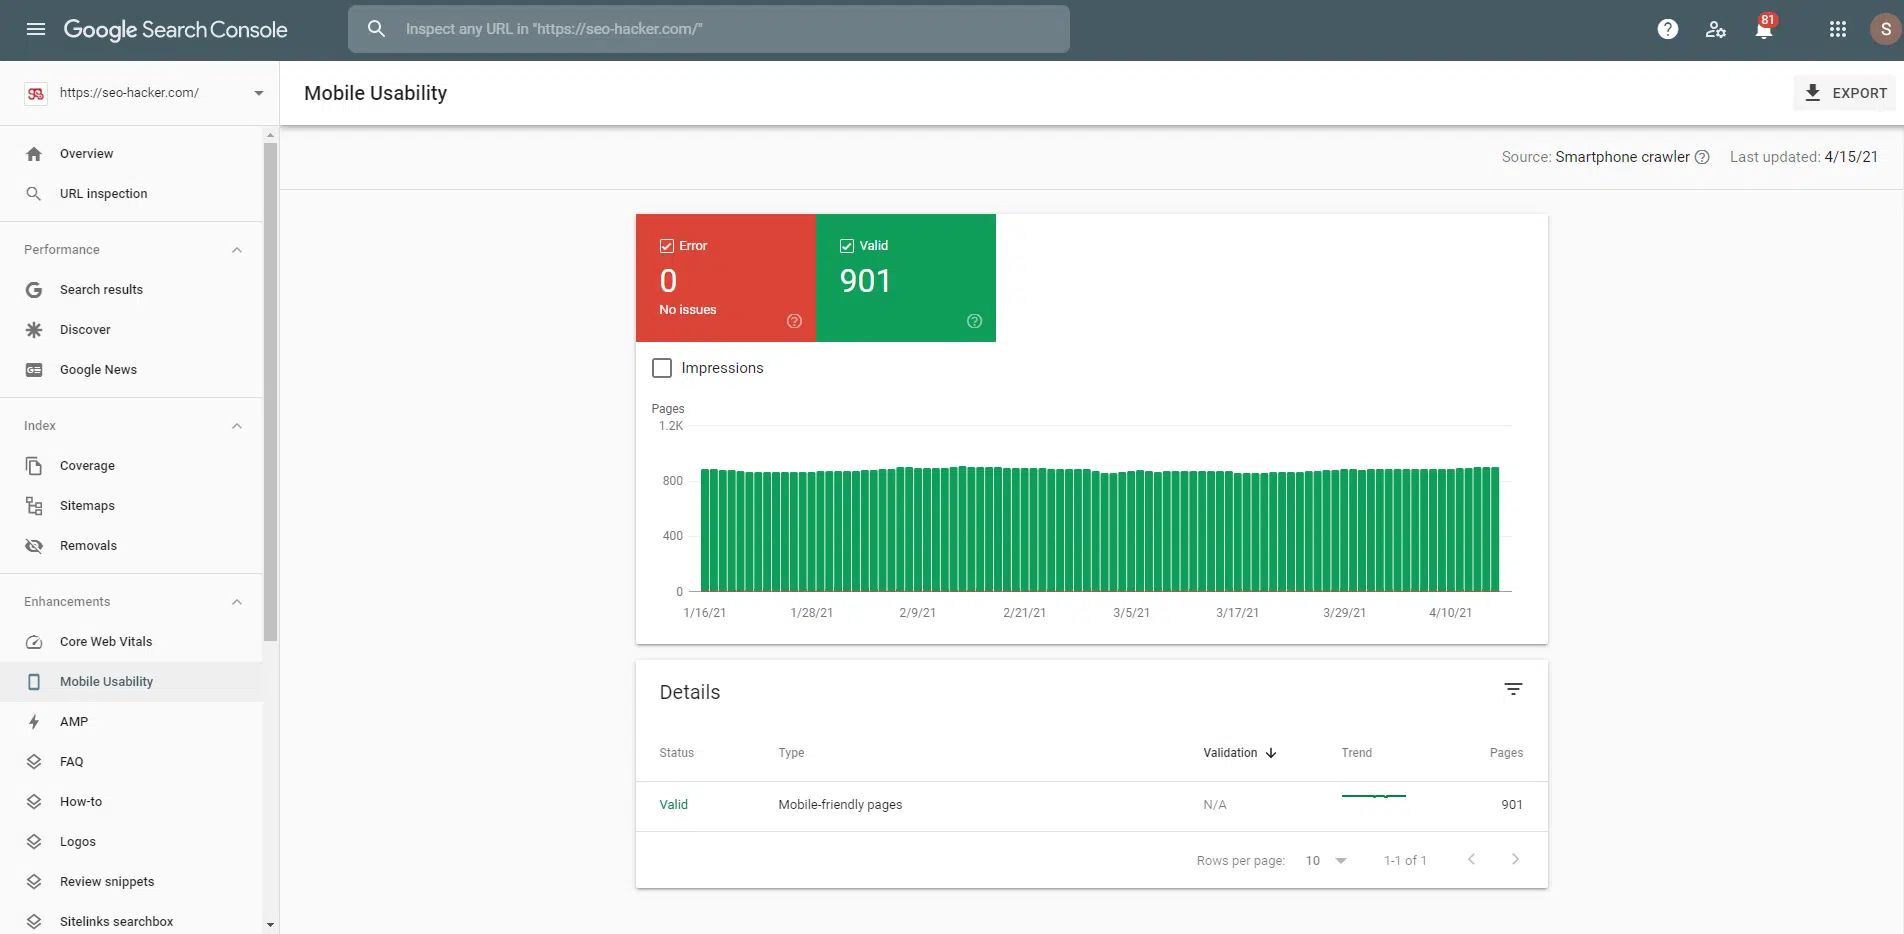 Google Search Console
Inspect any URL in "https://seo-hacker.com/"
?
81
S
https://seo-hacker.com/
Mobile Usability
EXPORT
Source: Smartphone crawler ? Last updated: 4/15/21
Overview
URL inspection
Performance
Search results
Discover
Google News
Index
Coverage
Sitemaps
Removals
Enhancements
Core Web Vitals
Mobile Usability
AMP
FAQ
How-to
Logos
Review snippets
Sitelinks searchbox
Error
0
No issues
?
Valid
901
?
Impressions
Pages
1.2K
800
400
0
1/16/21 1/28/21 2/9/21 2/21/21 3/5/21 3/17/21 3/29/21 4/10/21
Details
Status Type Validation Trend Pages
Valid Mobile-friendly pages N/A 901
Rows per page: 10 1-1 of 1